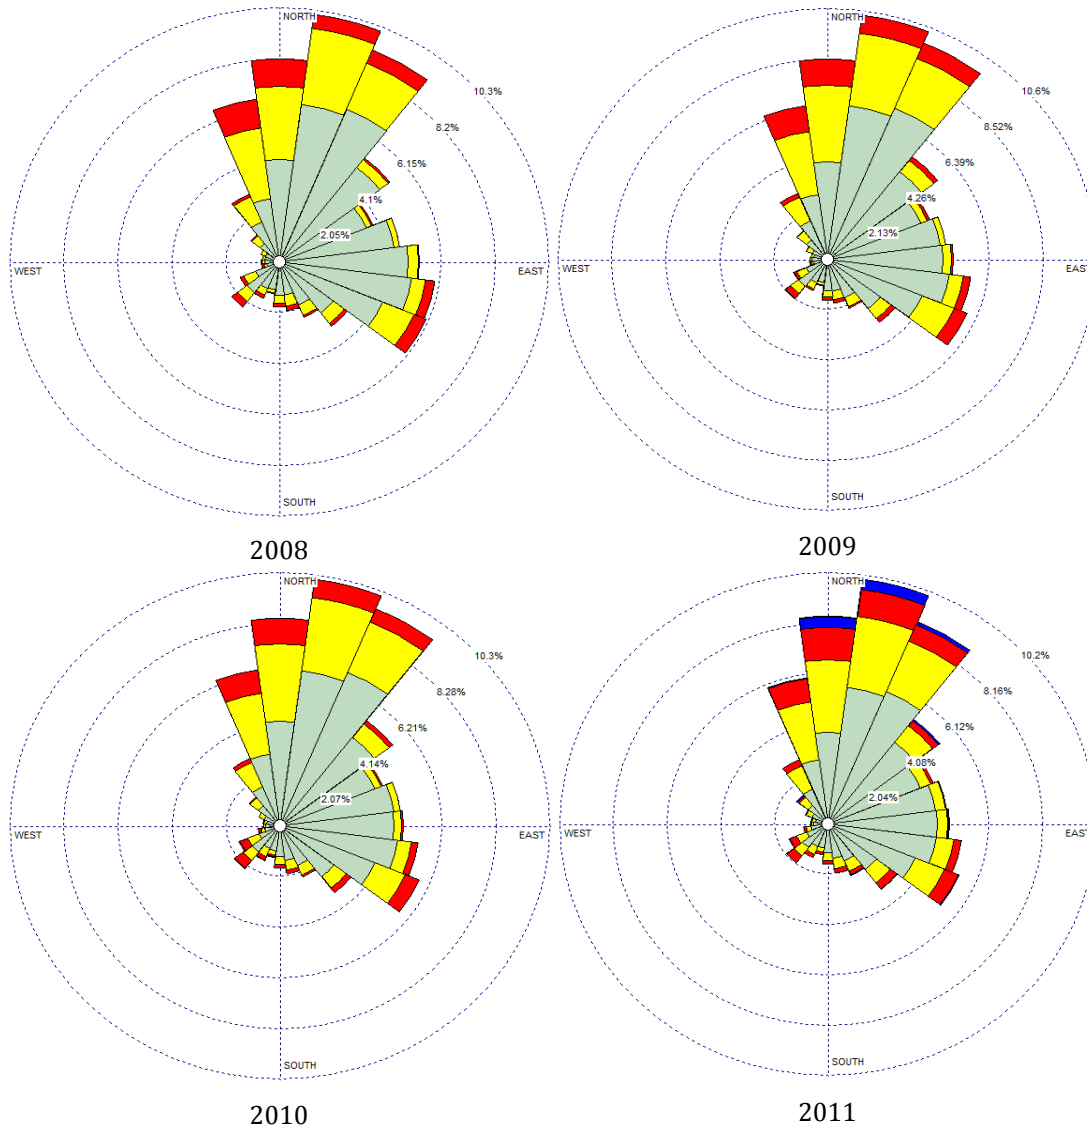 NORTH
10.3%
8.2%
6.15%
4.1%
2.05%
WEST
EAST
SOUTH
2008
NORTH
10.6%
8.52%
6.39%
4.26%
2.13%
WEST
EAST
SOUTH
2009
NORTH
10.3%
8.28%
6.21%
4.14%
2.07%
WEST
EAST
SOUTH
2010
NORTH
10.2%
8.16%
6.12%
4.08%
2.04%
WEST
EAST
SOUTH
2011